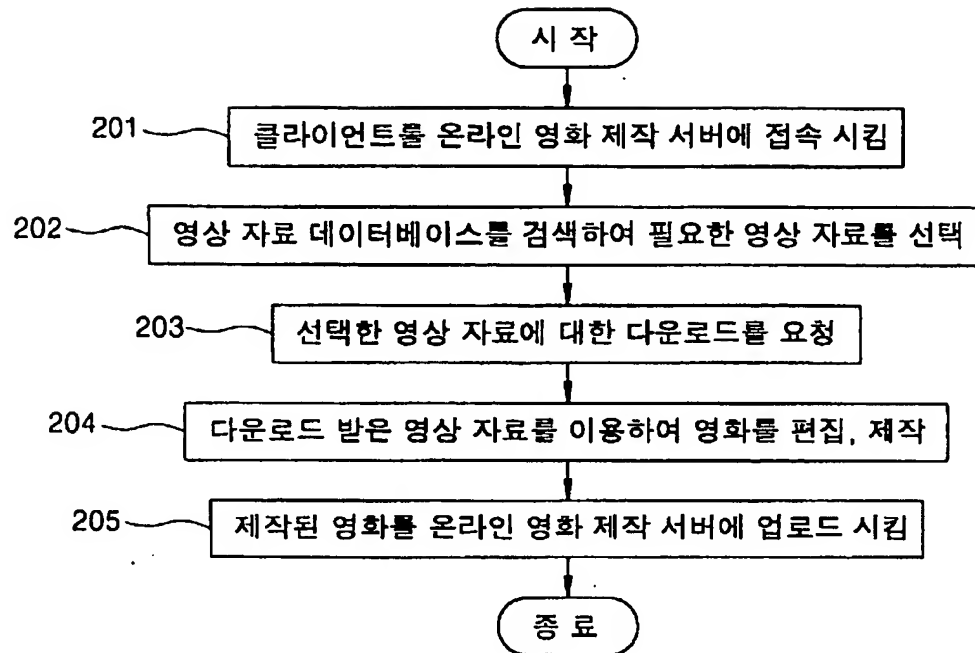 시 작
201 클라이언트를 온라인 영화 제작 서버에 접속 시킴
202 영상 자료 데이터베이스를 검색하여 필요한 영상 자료를 선택
203 선택한 영상 자료에 대한 다운로드를 요청
204 다운로드 받은 영상 자료를 이용하여 영화를 편집, 제작
205 제작된 영화를 온라인 영화 제작 서버에 업로드 시킴
종 료